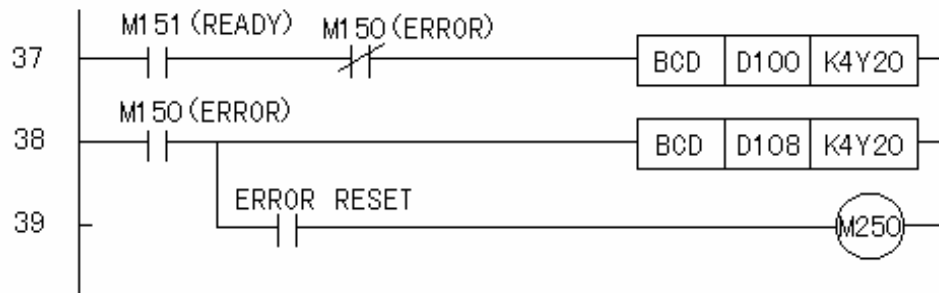 M151(READY) M150(ERROR)
37 BCD D100 K4Y20
M150(ERROR)
38 BCD D108 K4Y20
ERROR RESET
39 M250